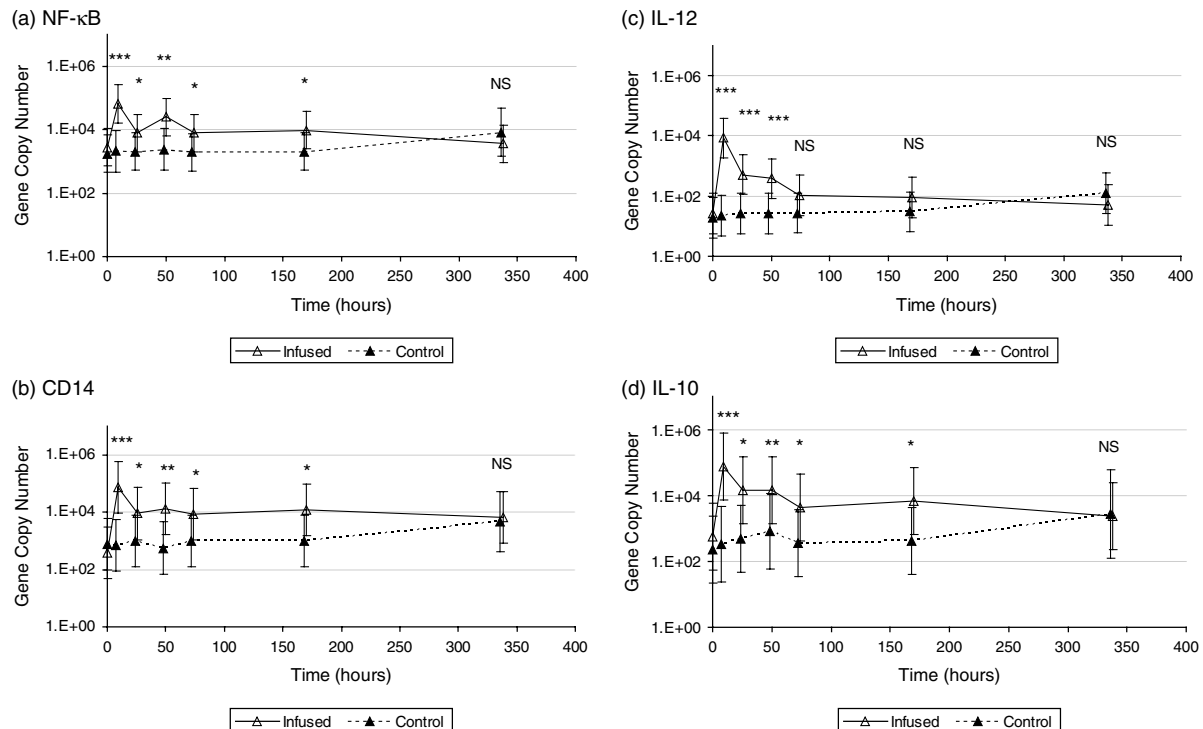 (a) NF-κB
*** ** 
* * *
NS
1.E+06
1.E+04
1.E+02
1.E+00
Gene Copy Number
0 50 100 150 200 250 300 350 400
Time (hours)
Infused Control
(c) IL-12
***
*** ***
NS NS NS
1.E+06
1.E+04
1.E+02
1.E+00
Gene Copy Number
0 50 100 150 200 250 300 350 400
Time (hours)
Infused Control
(b) CD14
***
* ** * *
NS
1.E+06
1.E+04
1.E+02
1.E+00
Gene Copy Number
0 50 100 150 200 250 300 350 400
Time (hours)
Infused Control
(d) IL-10
***
* ** * *
NS
1.E+06
1.E+04
1.E+02
1.E+00
Gene Copy Number
0 50 100 150 200 250 300 350 400
Time (hours)
Infused Control